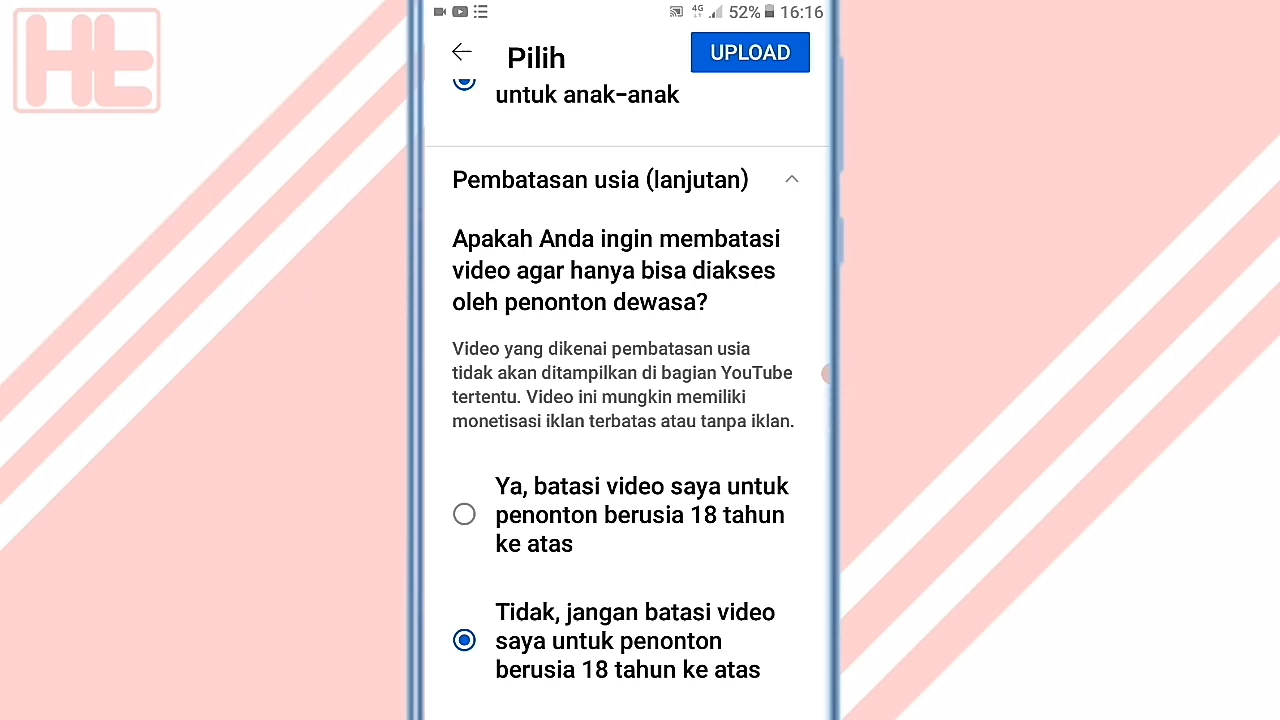 Ht
4G 52% 16:16
Pilih
UPLOAD
untuk anak-anak
Pembatasan usia (lanjutan)
Apakah Anda ingin membatasi
video agar hanya bisa diakses
oleh penonton dewasa?
Video yang dikenai pembatasan usia
tidak akan ditampilkan di bagian YouTube
tertentu. Video ini mungkin memiliki
monetisasi iklan terbatas atau tanpa iklan.
Ya, batasi video saya untuk
penonton berusia 18 tahun
ke atas
Tidak, jangan batasi video
saya untuk penonton
berusia 18 tahun ke atas